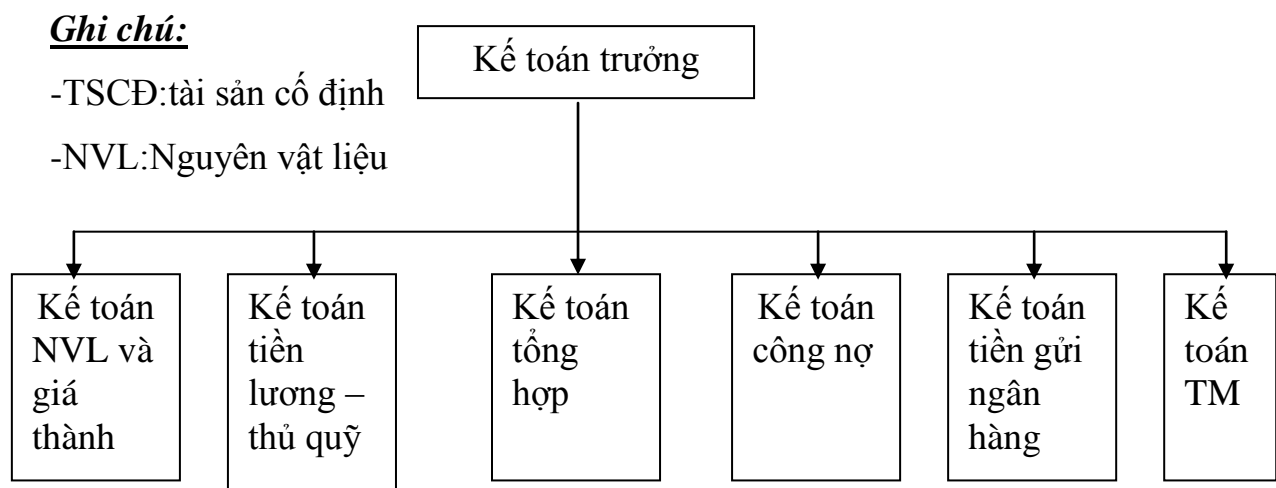 Ghi chú:
-TSCĐ:tài sản cố định
-NVL:Nguyên vật liệu
Kế toán trưởng
Kế toán
NVL và
giá
thành
Kế toán
tiền
lương –
thủ quỹ
Kế toán
tổng
hợp
Kế toán
công nợ
Kế toán
tiền gửi
ngân
hàng
Kế
toán
TM